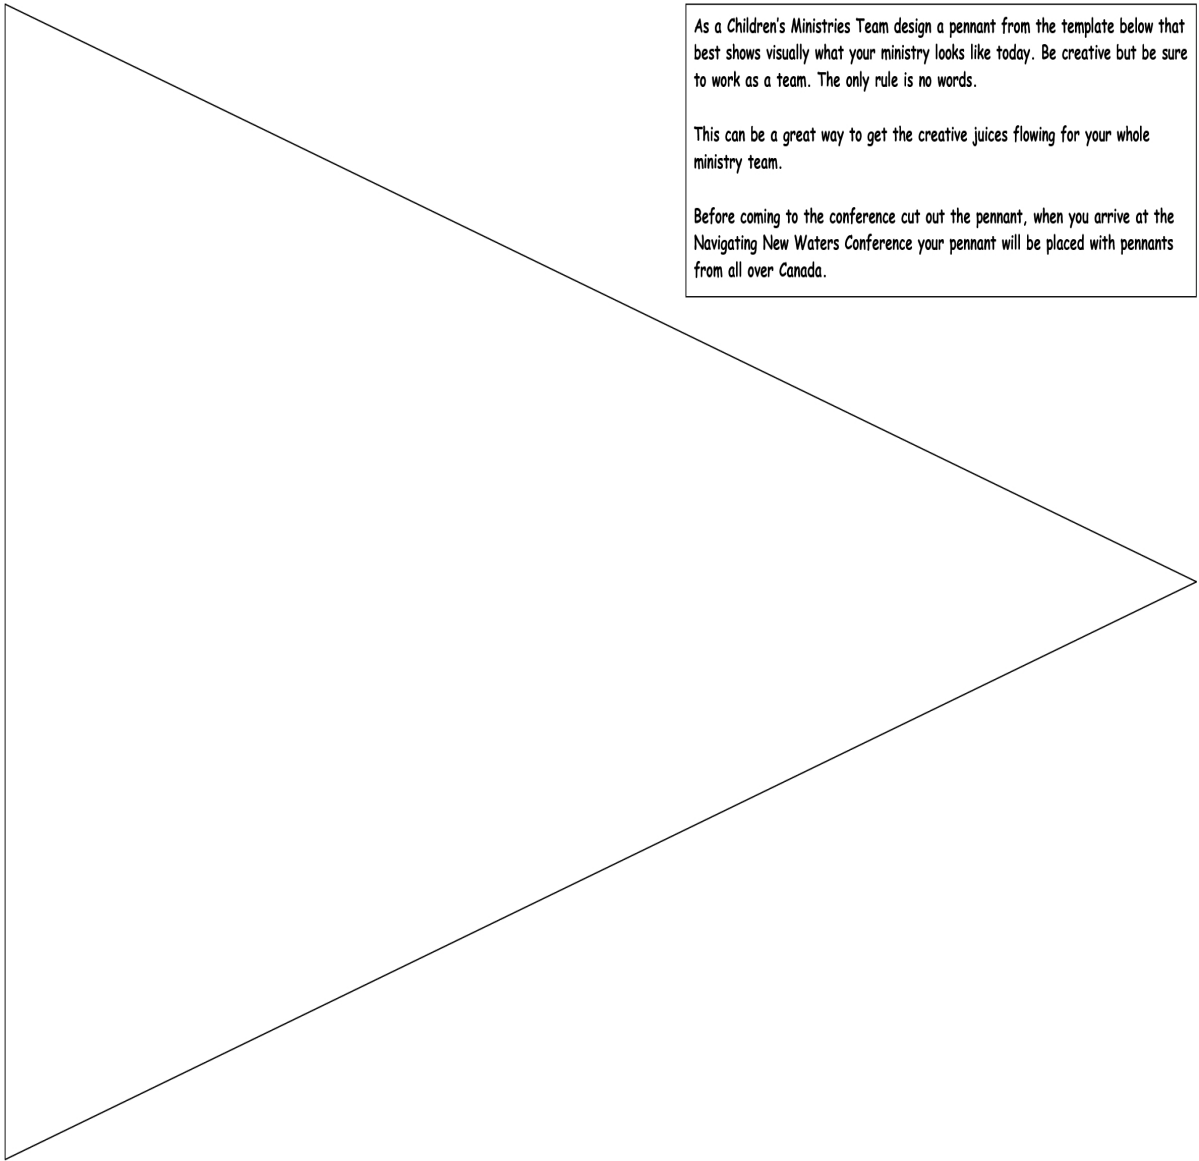 As a Children's Ministries Team design a pennant from the template below that
best shows visually what your ministry looks like today. Be creative but be sure
to work as a team. The only rule is no words.
This can be a great way to get the creative juices flowing for your whole
ministry team.
Before coming to the conference cut out the pennant, when you arrive at the
Navigating New Waters Conference your pennant will be placed with pennants
from all over Canada.